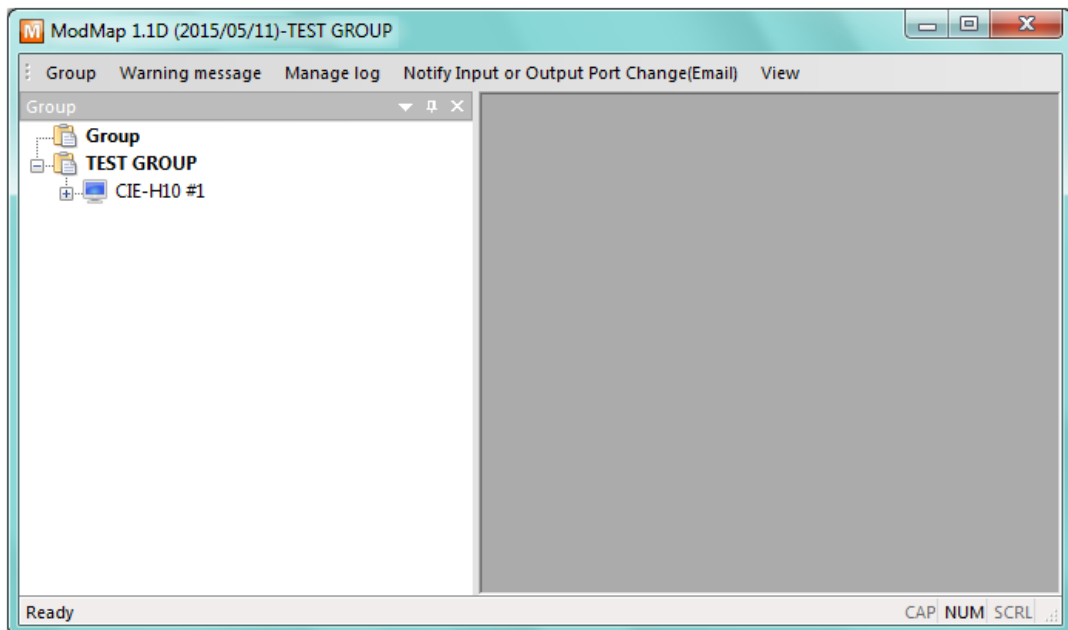 M ModMap 1.1D (2015/05/11)-TEST GROUP
Group Warning message Manage log Notify Input or Output Port Change(Email) View
Group
Group
TEST GROUP
CIE-H10 #1
Ready CAP NUM SCRL